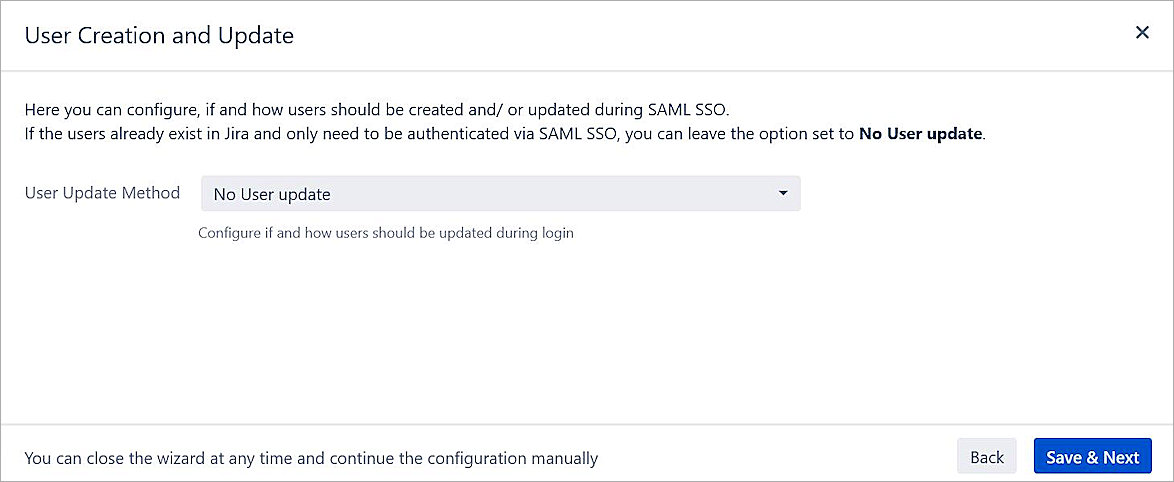 User Creation and Update
Here you can configure, if and how users should be created and/ or updated during SAML SSO.
If the users already exist in Jira and only need to be authenticated via SAML SSO, you can leave the option set to No User update.
User Update Method
No User update
Configure if and how users should be updated during login
You can close the wizard at any time and continue the configuration manually
Back
Save & Next